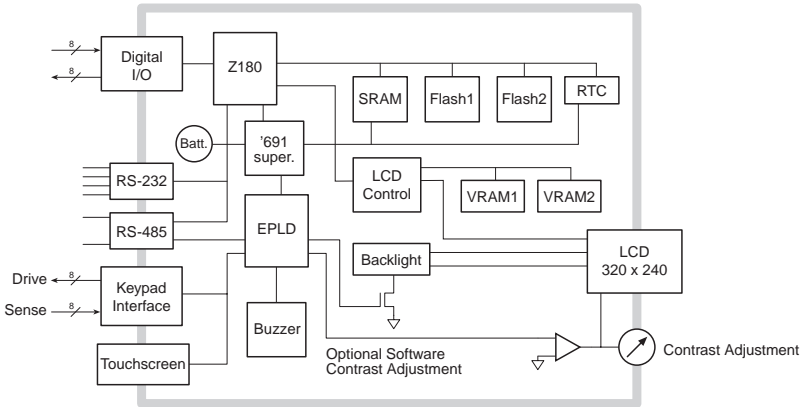 8
8
Digital
I/O
Z180
SRAM
Flash1
Flash2
RTC
Batt.
'691
super.
RS-232
LCD
Control
VRAM1
VRAM2
RS-485
EPLD
Backlight
LCD
320 x 240
Drive
8
Sense
8
Keypad
Interface
Buzzer
Touchscreen
Optional Software
Contrast Adjustment
Contrast Adjustment